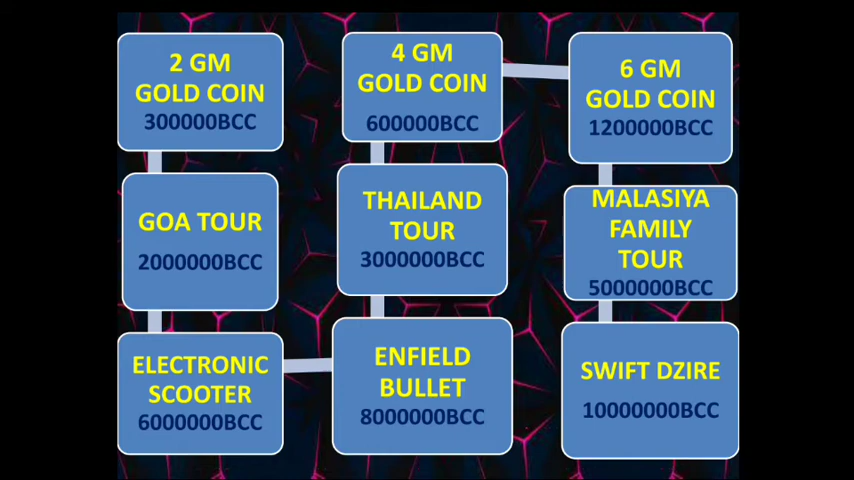 2 GM
GOLD COIN
300000BCC
4 GM
GOLD COIN
600000BCC
6 GM
GOLD COIN
1200000BCC
GOA TOUR
2000000BCC
THAILAND
TOUR
3000000BCC
MALASIYA
FAMILY
TOUR
5000000BCC
ELECTRONIC
SCOOTER
6000000BCC
ENFIELD
BULLET
8000000BCC
SWIFT DZIRE
10000000BCC